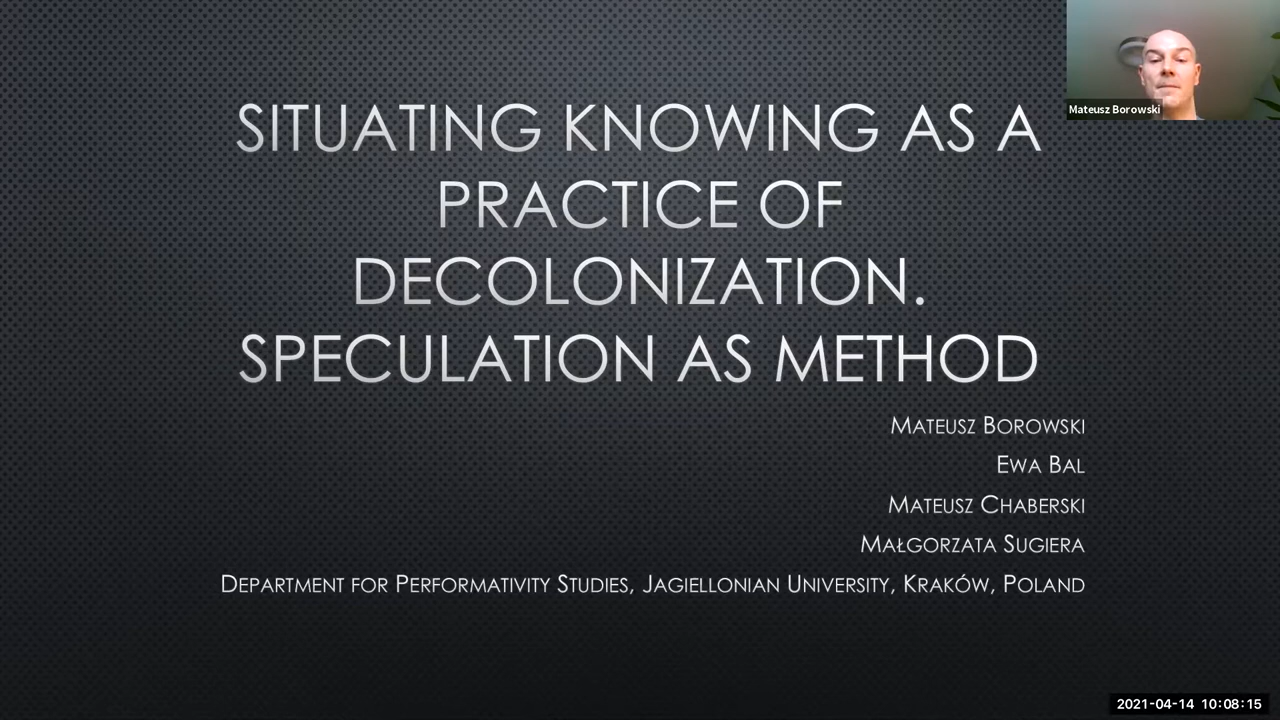 SITUATING KNOWING AS A
PRACTICE OF
DECOLONIZATION.
SPECULATION AS METHOD
Mateusz Borowski
Ewa Bal
Mateusz Chaberski
Małgorzata Sugiera
Department for Performativity Studies, Jagiellonian University, Kraków, Poland
Mateusz Borowski
2021-04-14 10:08:15